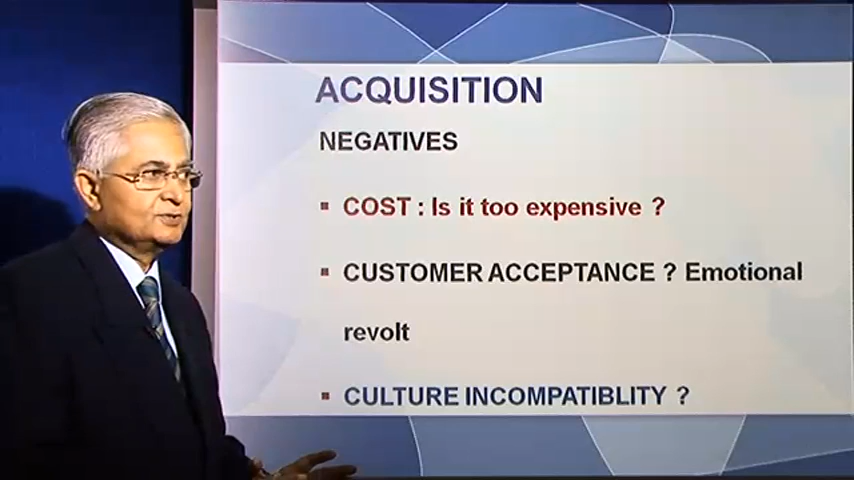 ACQUISITION
NEGATIVES
COST : Is it too expensive ?
CUSTOMER ACCEPTANCE ? Emotional
revolt
CULTURE INCOMPATIBLITY ?